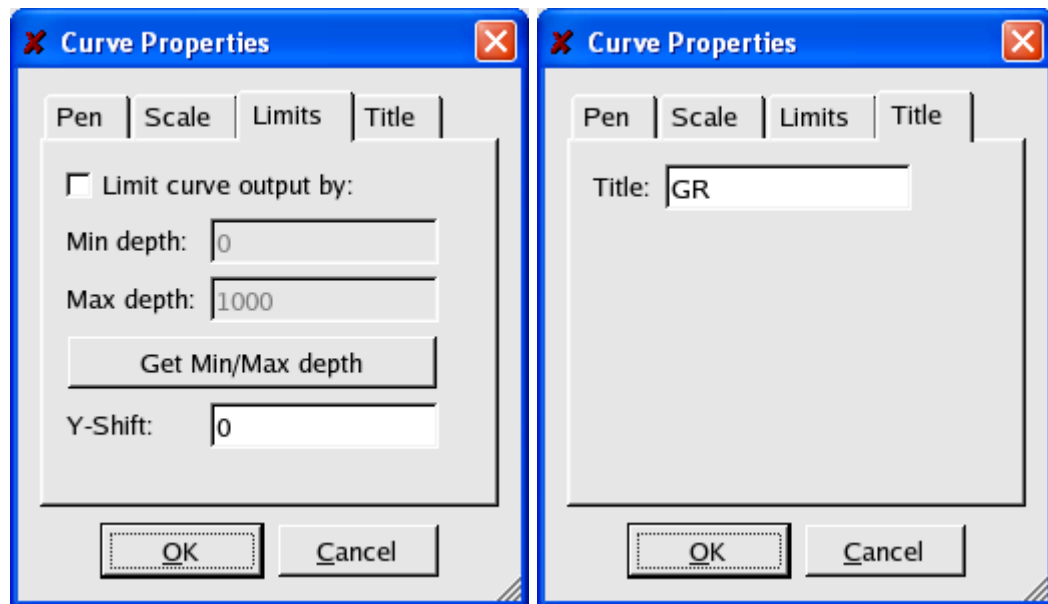 Curve Properties
Pen Scale Limits Title
Limit curve output by:
Min depth: 0
Max depth: 1000
Get Min/Max depth
Y-Shift: 0
OK Cancel
Curve Properties
Pen Scale Limits Title
Title: GR
OK Cancel